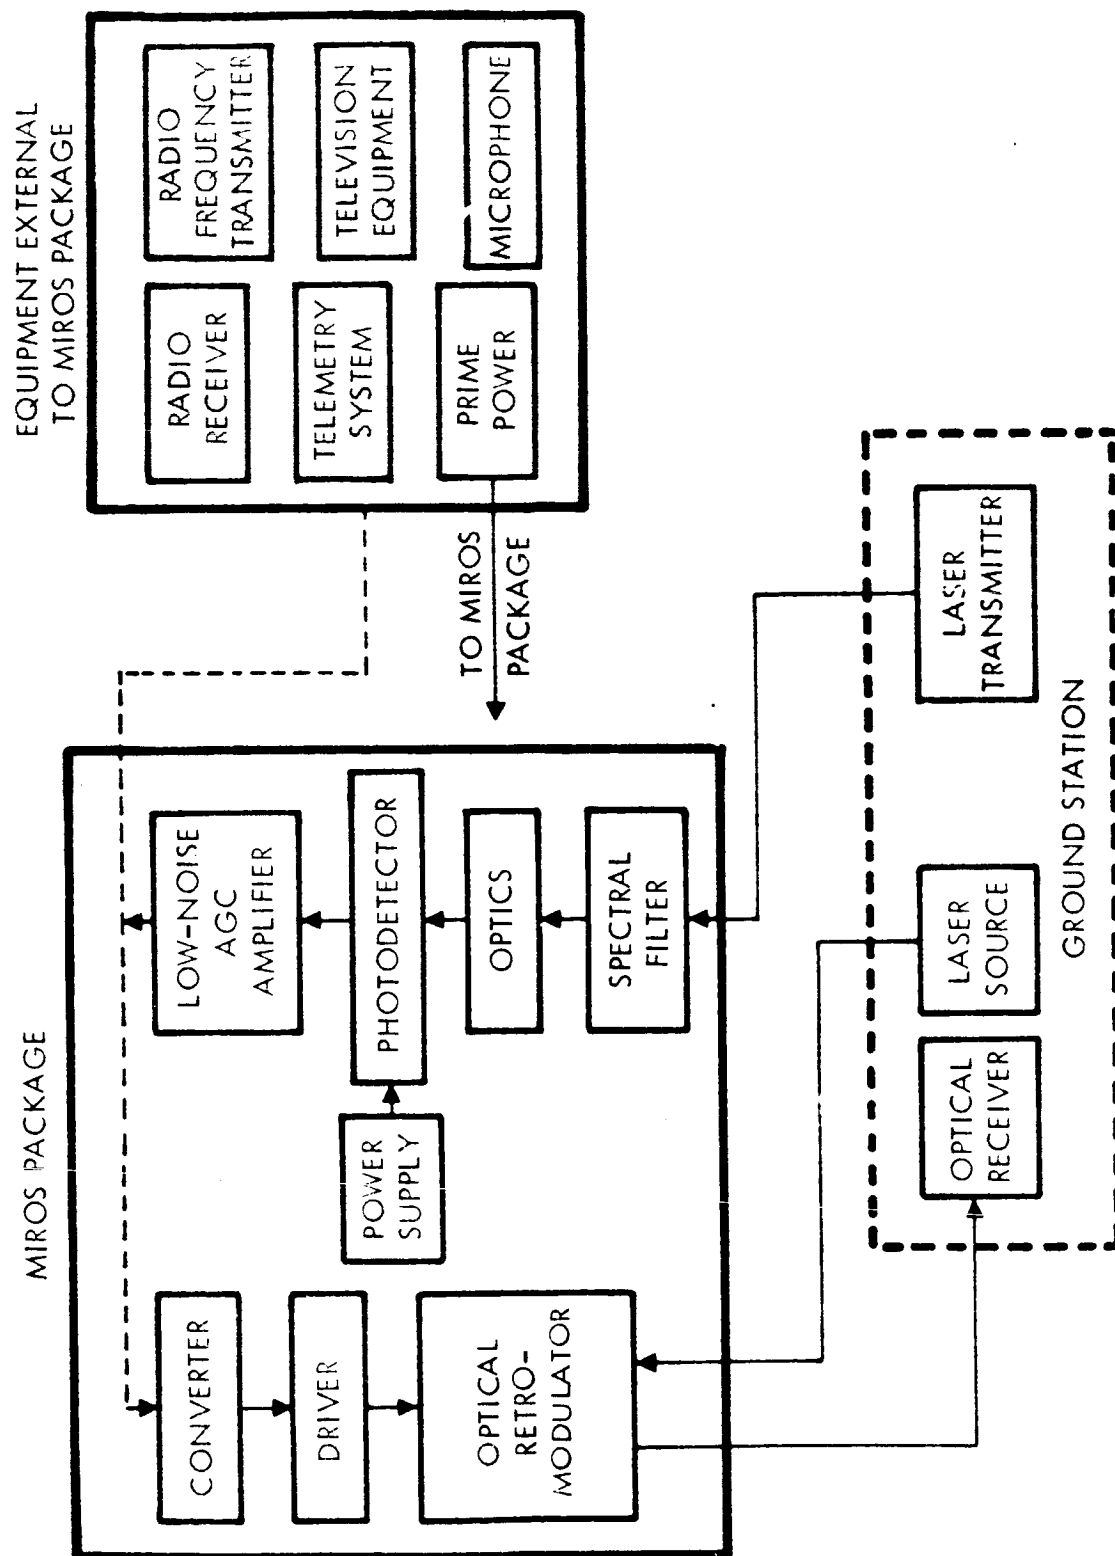 MIROS PACKAGE
CONVERTER
DRIVER
OPTICAL
RETRO-
MODULATOR
POWER
SUPPLY
LOW-NOISE
AGC
AMPLIFIER
PHOTODETECTOR
OPTICS
SPECTRAL
FILTER
EQUIPMENT EXTERNAL
TO MIROS PACKAGE
RADIO
RECEIVER
RADIO
FREQUENCY
TRANSMITTER
TELEMETRY
SYSTEM
TELEVISION
EQUIPMENT
PRIME
POWER
MICROPHONE
TO MIROS
PACKAGE
OPTICAL
RECEIVER
LASER
SOURCE
LASER
TRANSMITTER
GROUND STATION